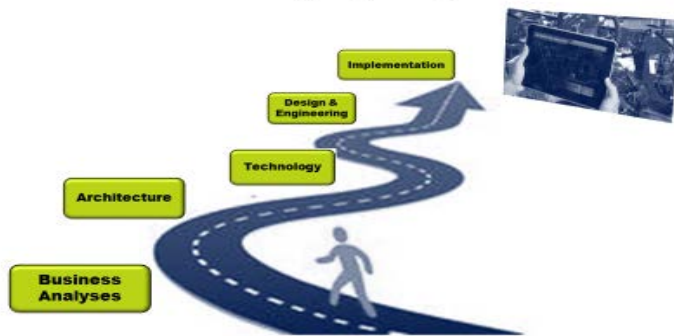 Implementation
Design &
Engineering
Technology
Architecture
Business
Analyses